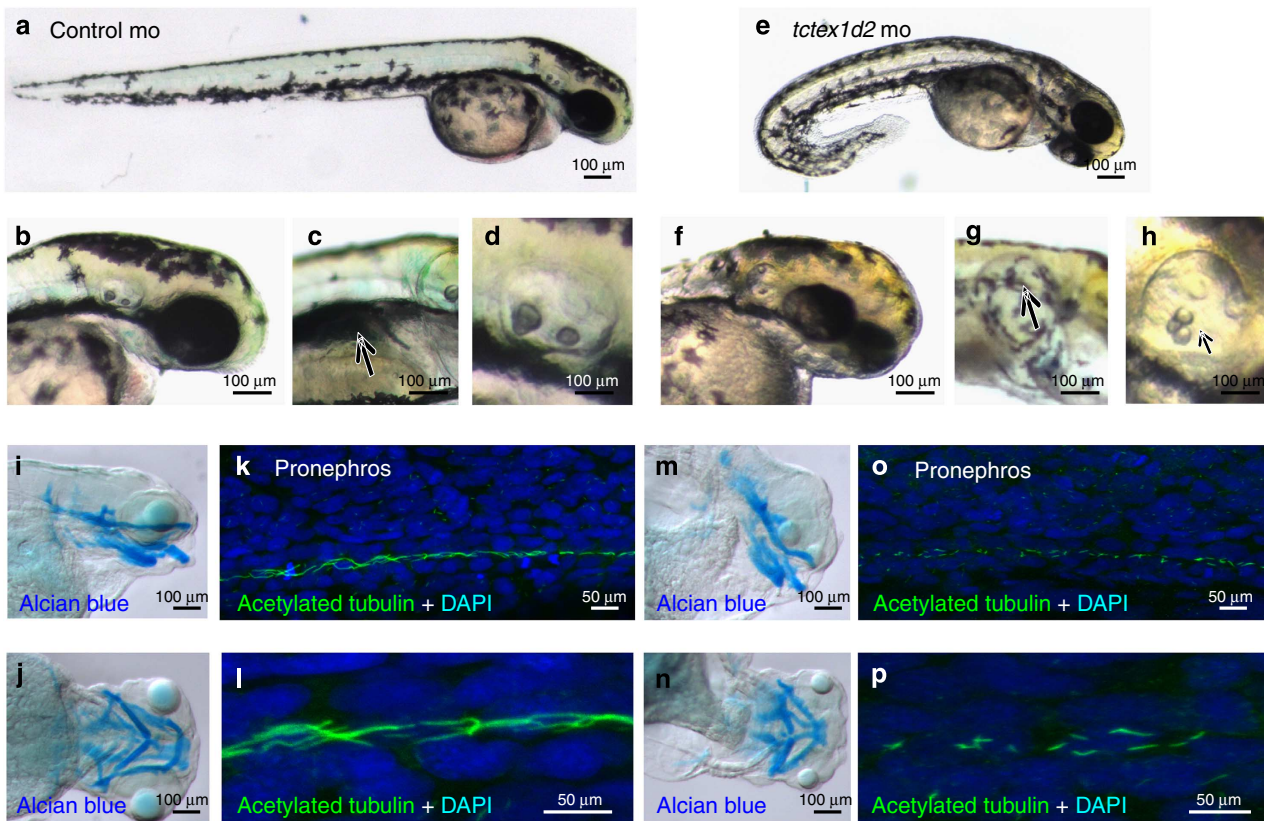 a Control mo
100 μm
e tctex1d2 mo
100 μm
b
100 μm
c
100 μm
d
100 μm
f
100 μm
g
100 μm
h
100 μm
i
Alcian blue
100 μm
k Pronephros
Acetylated tubulin + DAPI
50 μm
m
Alcian blue
100 μm
o Pronephros
Acetylated tubulin + DAPI
50 μm
j
Alcian blue
100 μm
l
Acetylated tubulin + DAPI
50 μm
n
Alcian blue
100 μm
p
Acetylated tubulin + DAPI
50 μm